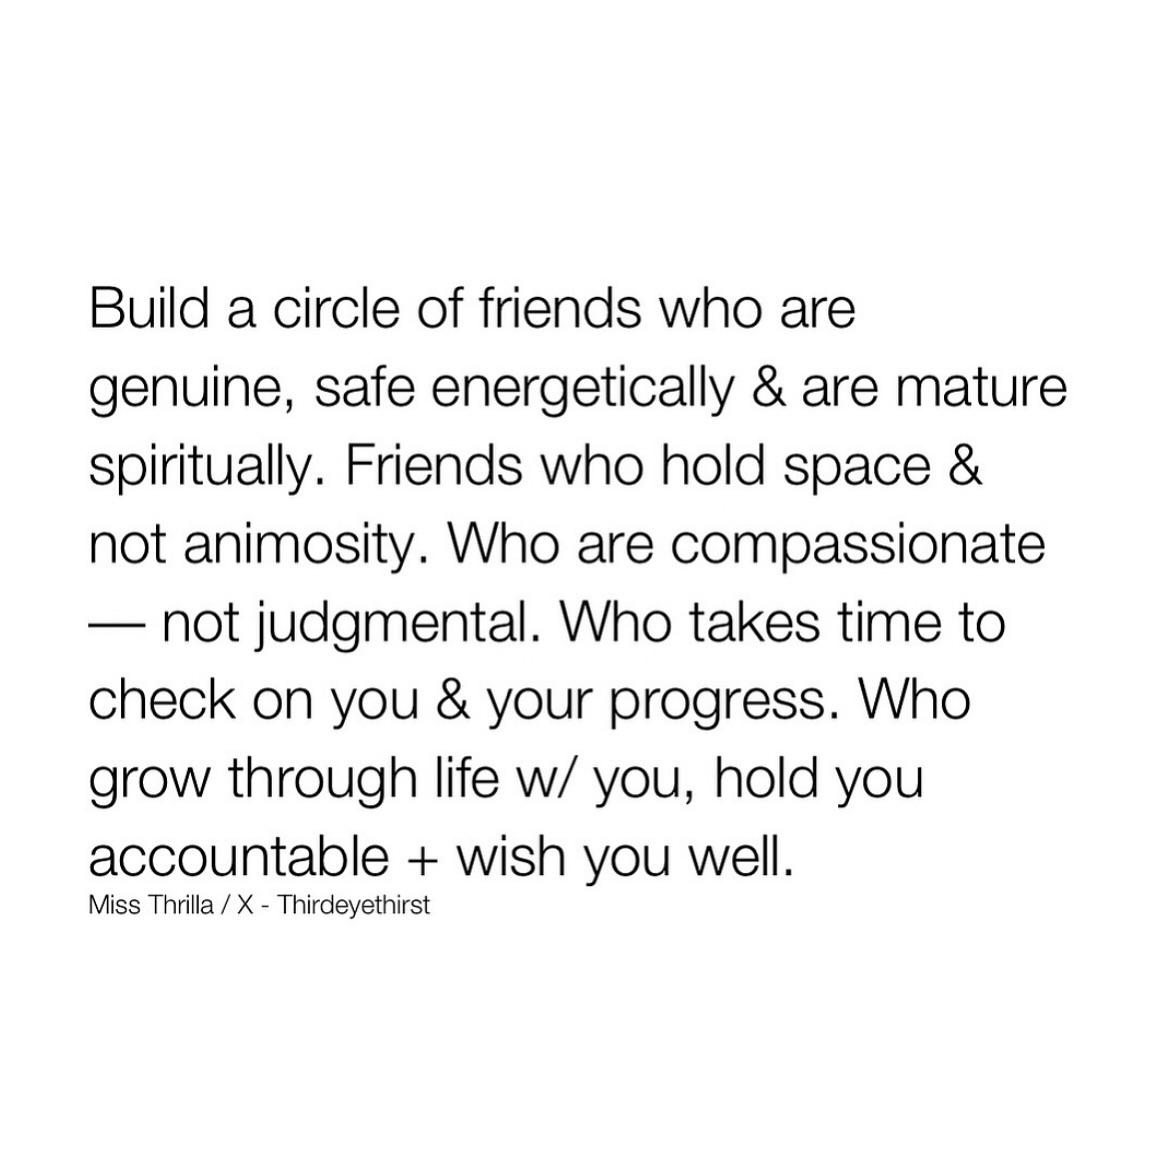 Build a circle of friends who are
genuine, safe energetically & are mature
spiritually. Friends who hold space &
not animosity. Who are compassionate
— not judgmental. Who takes time to
check on you & your progress. Who
grow through life w/ you, hold you
accountable + wish you well.
Miss Thrilla / X - Thirdeyethirst